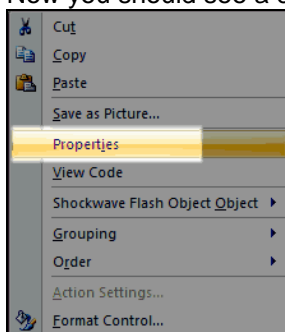 Now you should see a
Cut
Copy
Paste
Save as Picture...
Properties
View Code
Shockwave Flash Object Object
Grouping
Order
Action Settings...
Format Control...